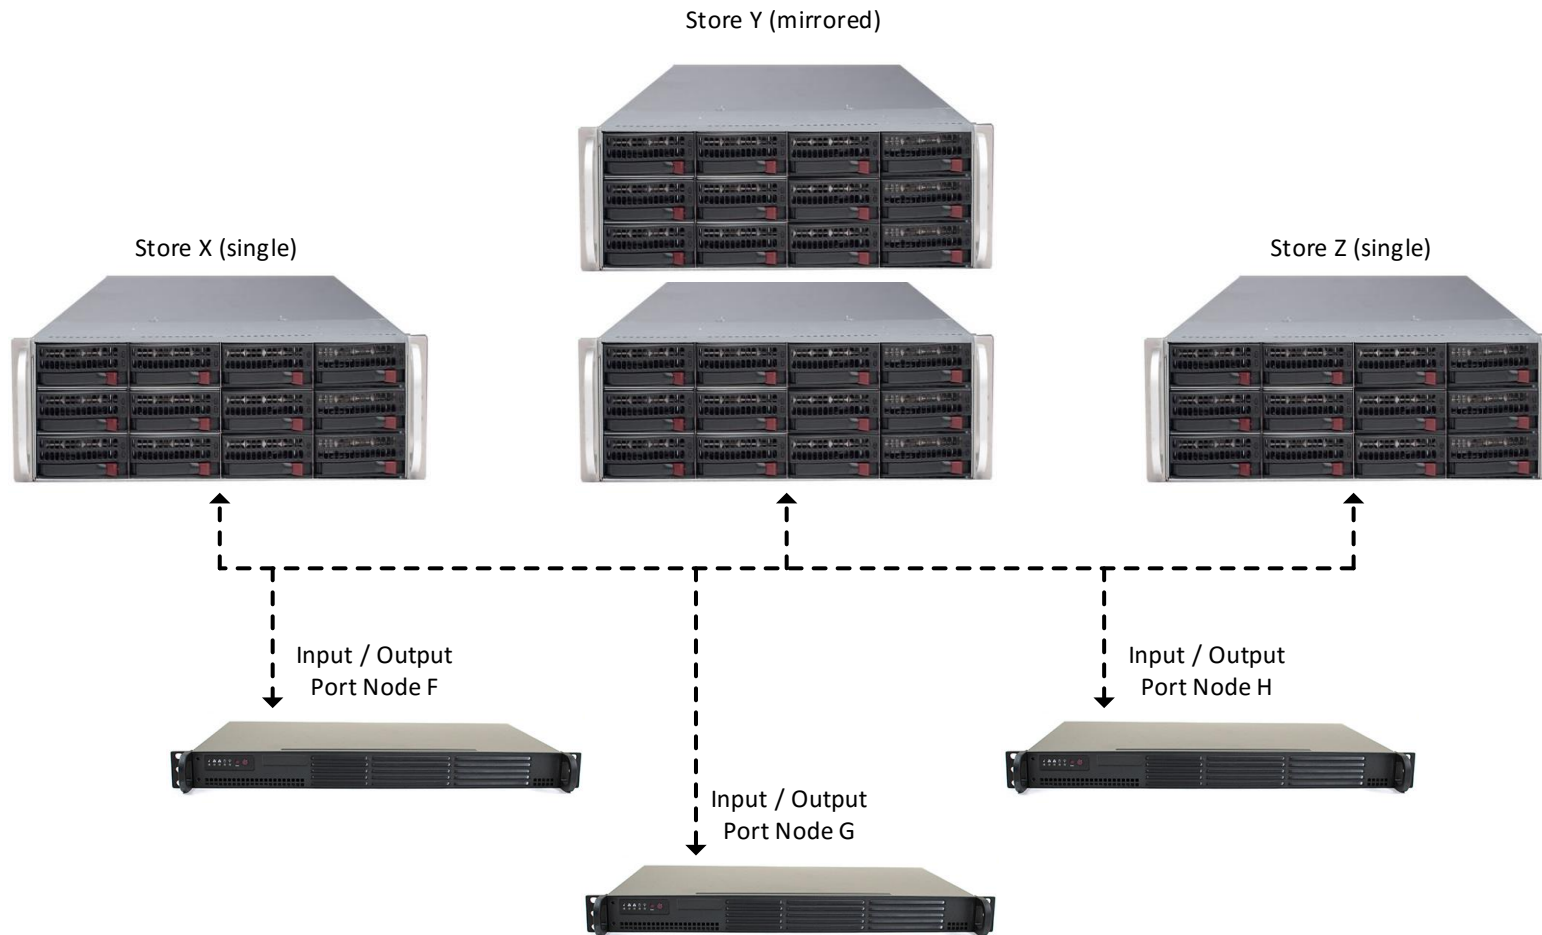 Store Y (mirrored)
Store X (single)
Store Z (single)
Input / Output
Port Node F
Input / Output
Port Node H
Input / Output
Port Node G